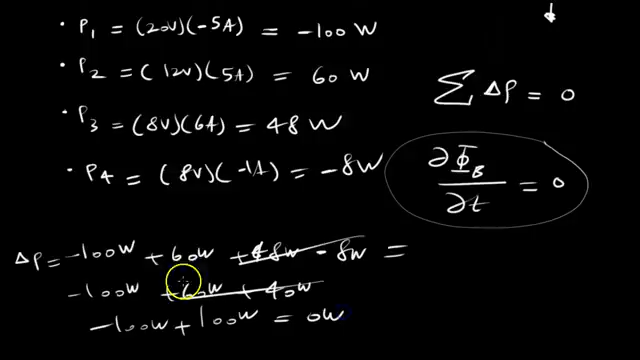 • P1 = (20V)(-5A) = -100 W
• P2 = (12V)(5A) = 60 W
• P3 = (8V)(6A) = 48 W
• P4 = (8V)(-1A) = -8W
∑ ΔP = 0
∂Φ_B / ∂t = 0
ΔP = -100W + 60W + 48W - 8W =
-100W + 60W + 40W
-100W + 100W = 0W